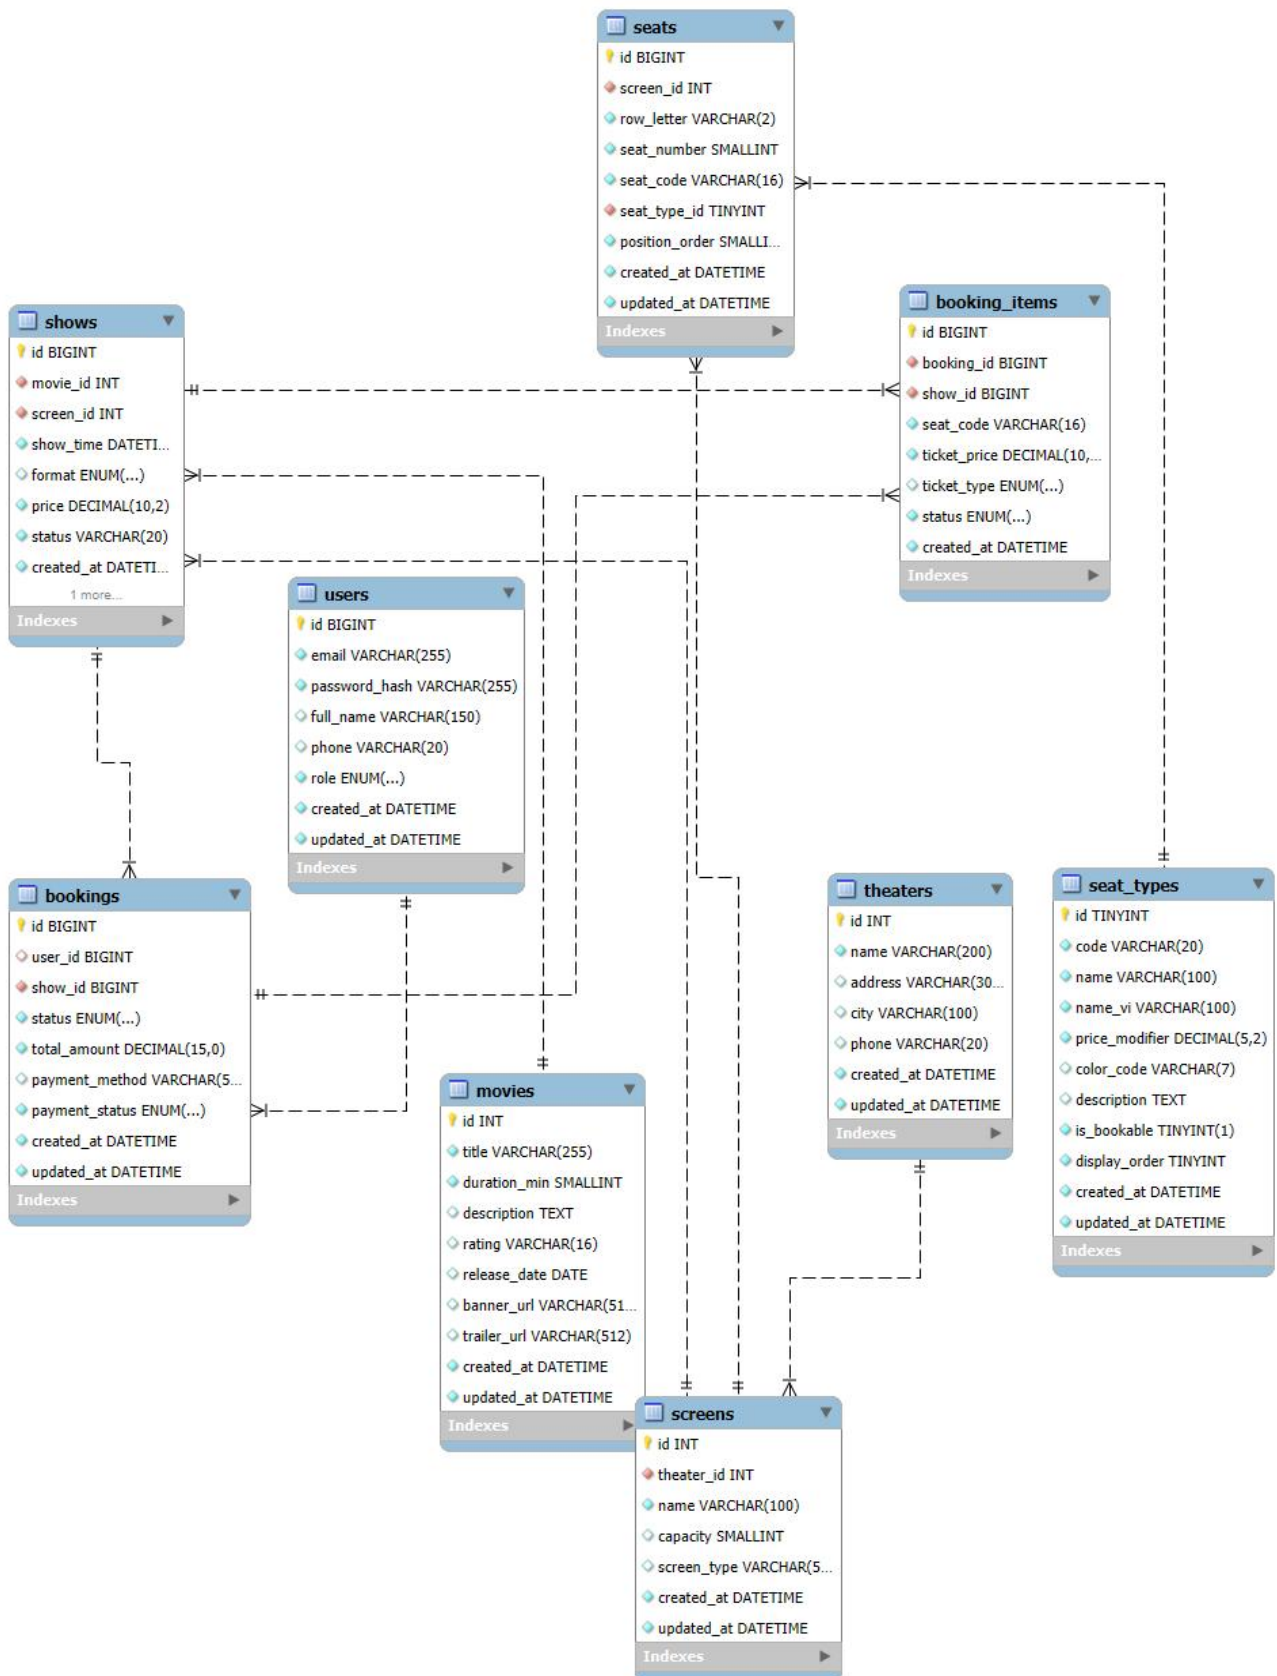 seats
id BIGINT
screen_id INT
row_letter VARCHAR(2)
seat_number SMALLINT
seat_code VARCHAR(16)
seat_type_id TINYINT
position_order SMALLI...
created_at DATETIME
updated_at DATETIME
Indexes
booking_items
id BIGINT
booking_id BIGINT
show_id BIGINT
seat_code VARCHAR(16)
ticket_price DECIMAL(10,...
ticket_type ENUM(...)
status ENUM(...)
created_at DATETIME
Indexes
shows
id BIGINT
movie_id INT
screen_id INT
show_time DATETI...
format ENUM(...)
price DECIMAL(10,2)
status VARCHAR(20)
created_at DATETI...
1 more...
Indexes
users
id BIGINT
email VARCHAR(255)
password_hash VARCHAR(255)
full_name VARCHAR(150)
phone VARCHAR(20)
role ENUM(...)
created_at DATETIME
updated_at DATETIME
Indexes
bookings
id BIGINT
user_id BIGINT
show_id BIGINT
status ENUM(...)
total_amount DECIMAL(15,0)
payment_method VARCHAR(5...
payment_status ENUM(...)
created_at DATETIME
updated_at DATETIME
Indexes
theaters
id INT
name VARCHAR(200)
address VARCHAR(30...
city VARCHAR(100)
phone VARCHAR(20)
created_at DATETIME
updated_at DATETIME
Indexes
seat_types
id TINYINT
code VARCHAR(20)
name VARCHAR(100)
name_vi VARCHAR(100)
price_modifier DECIMAL(5,2)
color_code VARCHAR(7)
description TEXT
is_bookable TINYINT(1)
display_order TINYINT
created_at DATETIME
updated_at DATETIME
Indexes
movies
id INT
title VARCHAR(255)
duration_min SMALLINT
description TEXT
rating VARCHAR(16)
release_date DATE
banner_url VARCHAR(51...
trailer_url VARCHAR(512)
created_at DATETIME
updated_at DATETIME
Indexes
screens
id INT
theater_id INT
name VARCHAR(100)
capacity SMALLINT
screen_type VARCHAR(5...
created_at DATETIME
updated_at DATETIME
Indexes